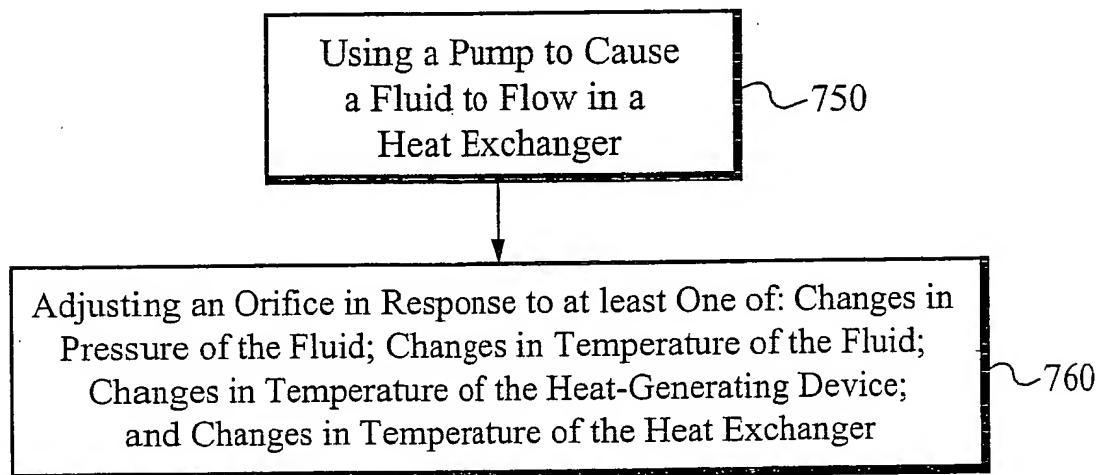 Using a Pump to Cause
a Fluid to Flow in a
Heat Exchanger
750
Adjusting an Orifice in Response to at least One of: Changes in
Pressure of the Fluid; Changes in Temperature of the Fluid;
Changes in Temperature of the Heat-Generating Device;
and Changes in Temperature of the Heat Exchanger
760